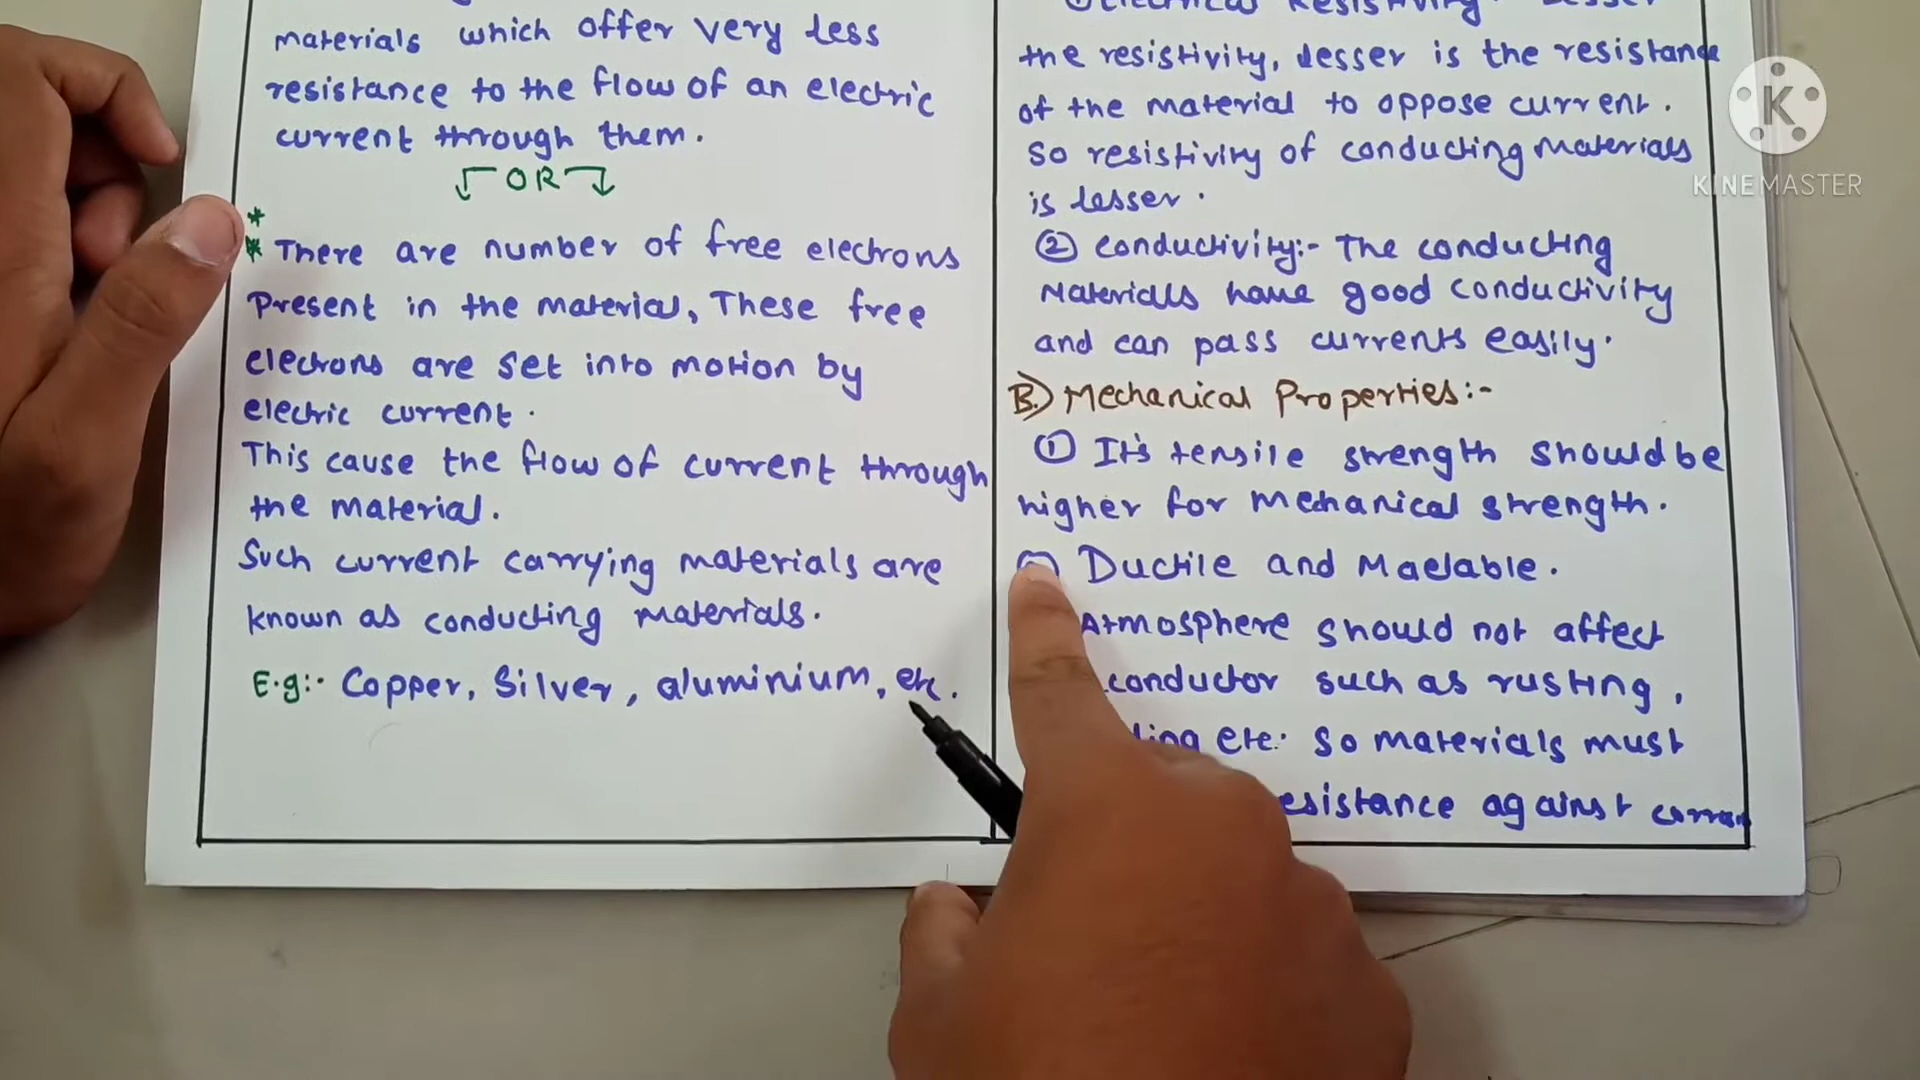 materials which offer very less
resistance to the flow of an electric
current through them.
OR
* There are number of free electrons
Present in the material, These free
electrons are set into motion by
electric current.
This cause the flow of current through
the material.
Such current carrying materials are
known as conducting materials.
E.g:- Copper, Silver, aluminium, etc.
the resistivity, lesser is the resistance
of the material to oppose current.
So resistivity of conducting Materials
is lesser.
② Conductivity:- The conducting
Materials have good conductivity
and can pass currents easily.
B.) Mechanical Properties:-
① It's tensile strength should be
higher for Mechanical strength.
Ductile and Maelable.
Atmosphere should not affect
conductor such as rusting,
etc. So materials must
against
K
KINEMASTER